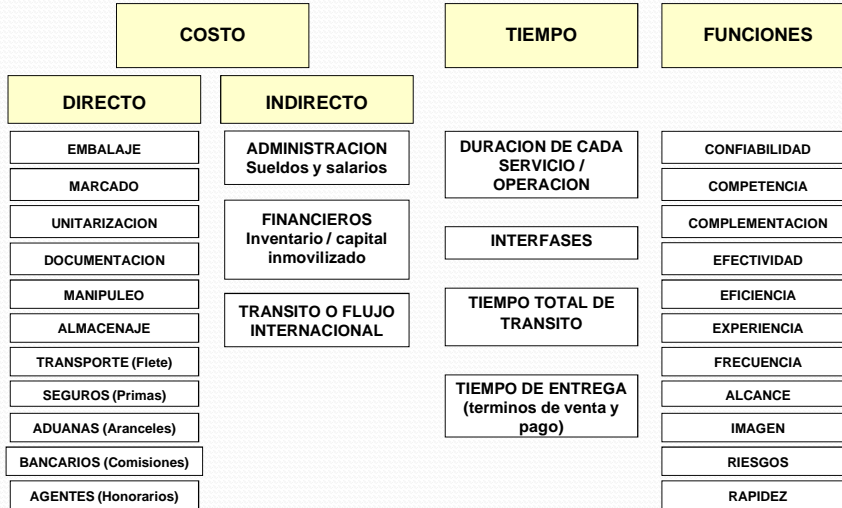 COSTO
TIEMPO
FUNCIONES
DIRECTO
INDIRECTO
EMBALAJE
MARCADO
UNITARIZACION
DOCUMENTACION
MANIPULEO
ALMACENAJE
TRANSPORTE (Flete)
SEGUROS (Primas)
ADUANAS (Aranceles)
BANCARIOS (Comisiones)
AGENTES (Honorarios)
ADMINISTRACION
Sueldos y salarios
FINANCIEROS
Inventario / capital
inmovilizado
TRANSITO O FLUJO
INTERNACIONAL
DURACION DE CADA
SERVICIO /
OPERACION
INTERFASES
TIEMPO TOTAL DE
TRANSITO
TIEMPO DE ENTREGA
(terminos de venta y
pago)
CONFIABILIDAD
COMPETENCIA
COMPLEMENTACION
EFECTIVIDAD
EFICIENCIA
EXPERIENCIA
FRECUENCIA
ALCANCE
IMAGEN
RIESGOS
RAPIDEZ